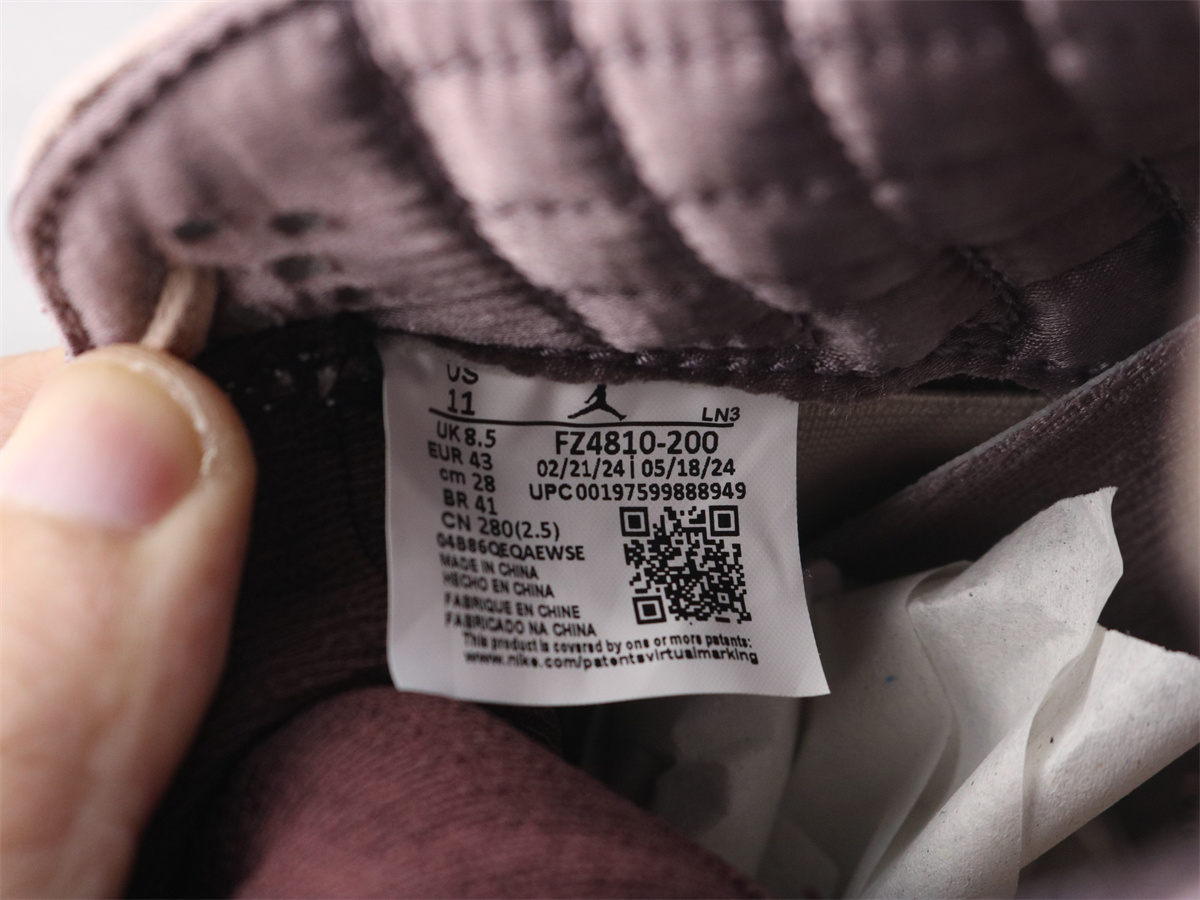 US
11
LN3
UK 8.5
EUR 43
cm 28
BR 41
CN 280(2.5)
04B86QEQAEWSE
FZ4810-200
02/21/24 | 05/18/24
UPC00197599888949
MADE IN CHINA
HECHO EN CHINA
FABRIQUE EN CHINE
FABRICADO NA CHINA
This product is covered by one or more patents:
www.nike.com/patentsvirtualmarking